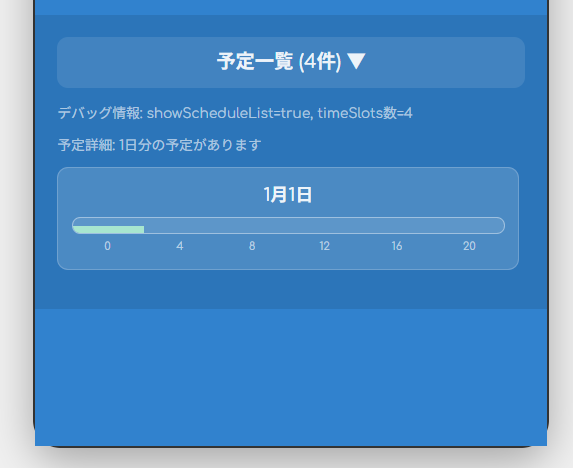 予定一覧 (4件) ▼
デバッグ情報: showScheduleList=true, timeSlots数=4
予定詳細: 1日分の予定があります
1月1日
0 4 8 12 16 20